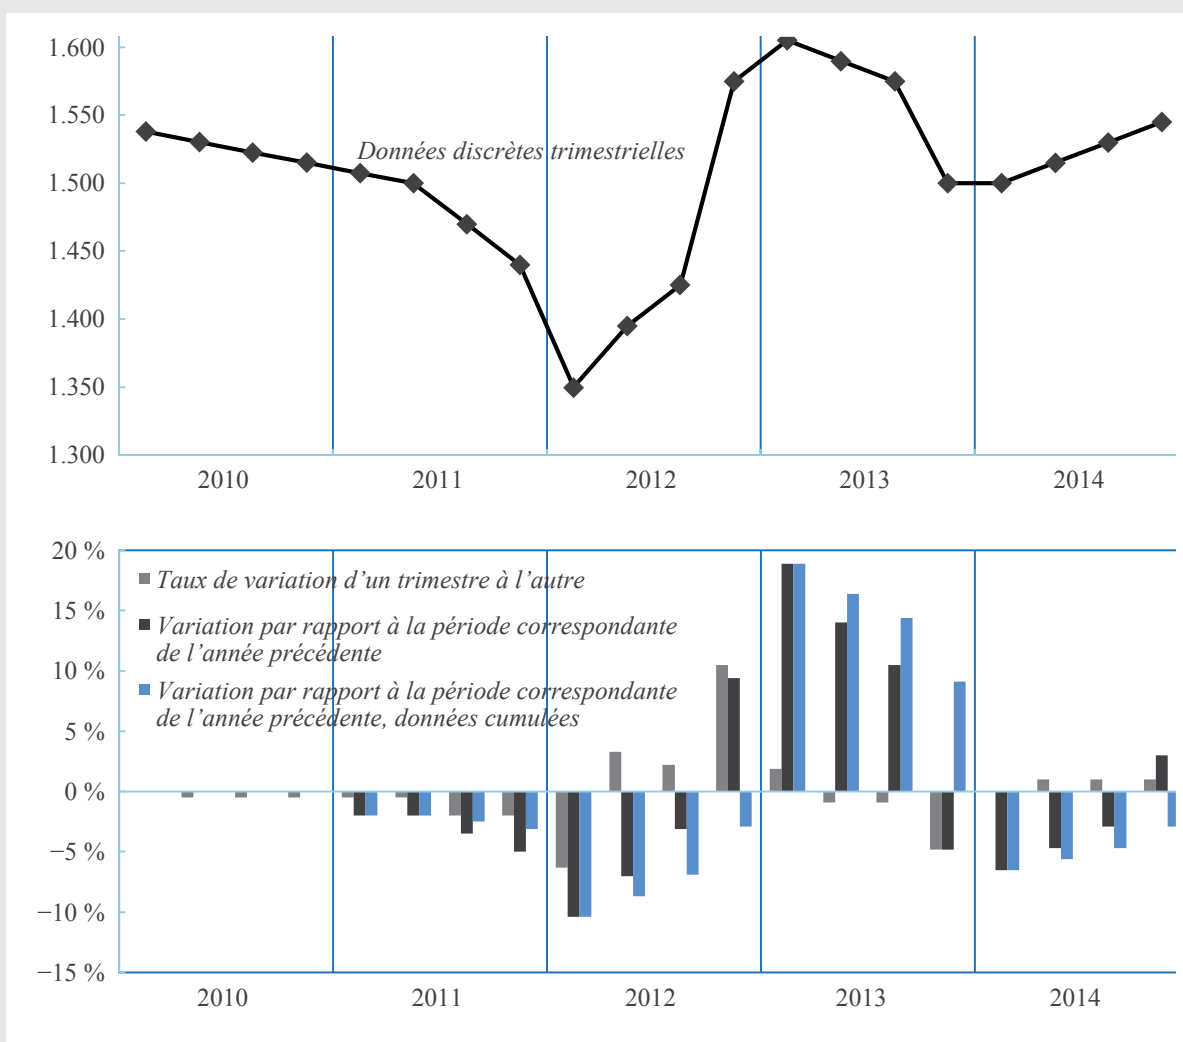 1.600
1.550
1.500
1.450
1.400
1.350
1.300
Données discrètes trimestrielles
2010 2011 2012 2013 2014
20 %
15 %
10 %
5 %
0 %
−5 %
−10 %
−15 %
Taux de variation d’un trimestre à l’autre
Variation par rapport à la période correspondante
de l’année précédente
Variation par rapport à la période correspondante
de l’année précédente, données cumulées
2010 2011 2012 2013 2014